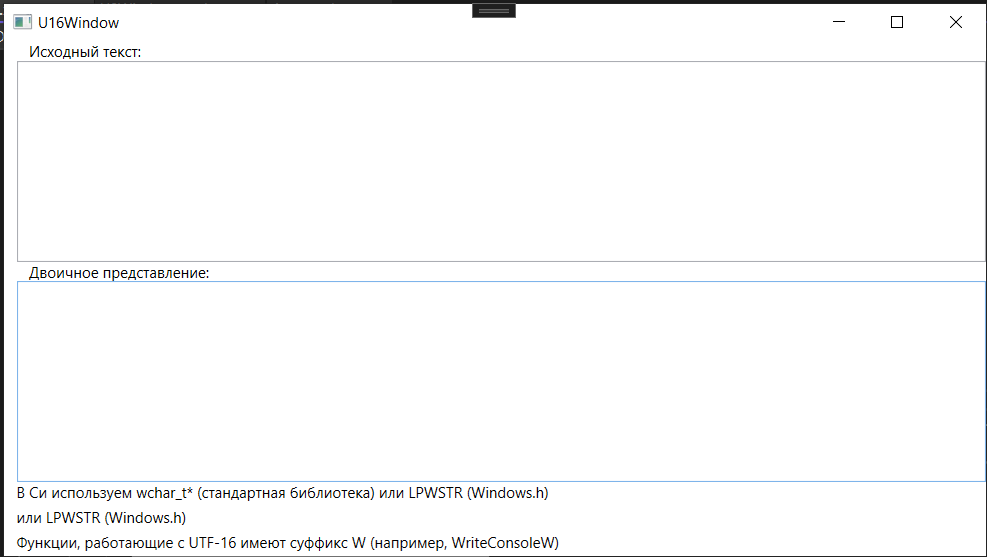 U16Window
Исходный текст:
Двоичное представление:
В Си используем wchar_t* (стандартная библиотека) или LPWSTR (Windows.h)
или LPWSTR (Windows.h)
Функции, работающие с UTF-16 имеют суффикс W (например, WriteConsoleW)